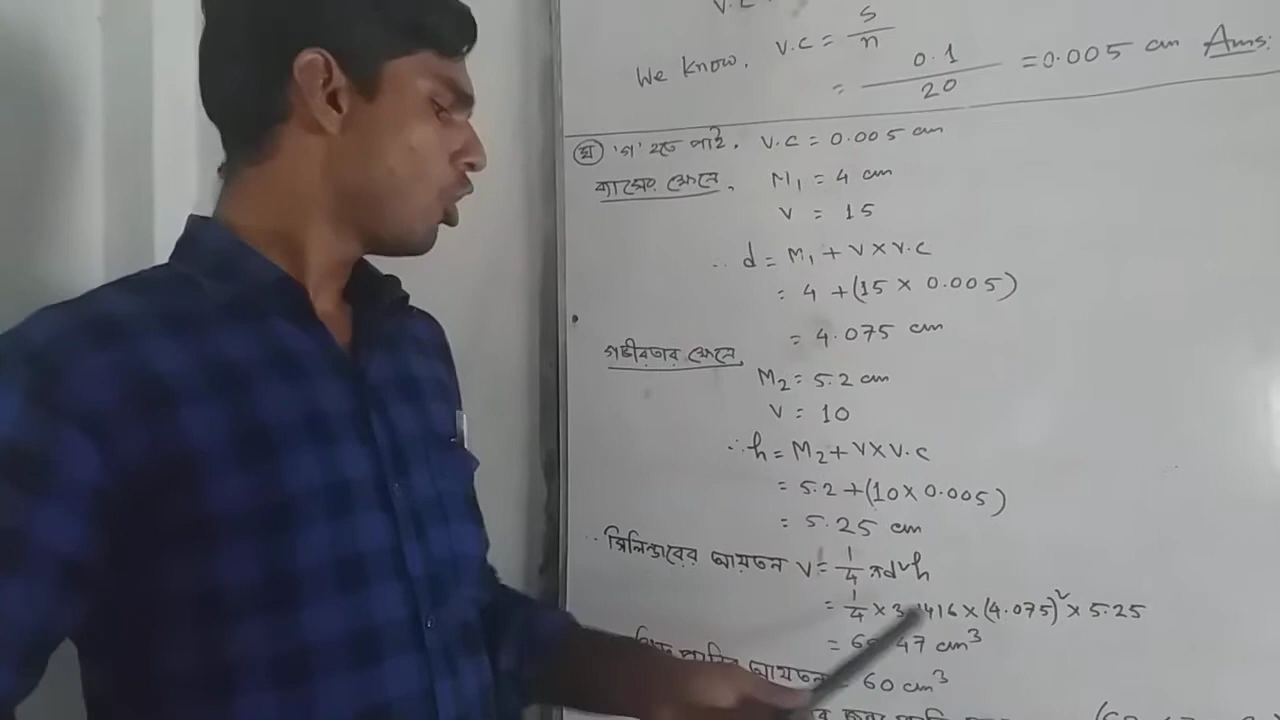 V.C
We know, V.C = s/n
= 0.1/20 = 0.005 cm Ans:
ঘ 'গ' হতে পাই, V.C = 0.005 cm
ব্যাসের ক্ষেত্রে, M₁ = 4 cm
V = 15
∴ d = M₁ + V × V.C
= 4 + (15 × 0.005)
= 4.075 cm
গভীরতার ক্ষেত্রে,
M₂ = 5.2 cm
V = 10
∴ h = M₂ + V × V.C
= 5.2 + (10 × 0.005)
= 5.25 cm
∴ সিলিন্ডারের আয়তন V = 1/4 πd²h
= 1/4 × 3.1416 × (4.075)² × 5.25
= 6 47 cm³
আয়তন = 60 cm³